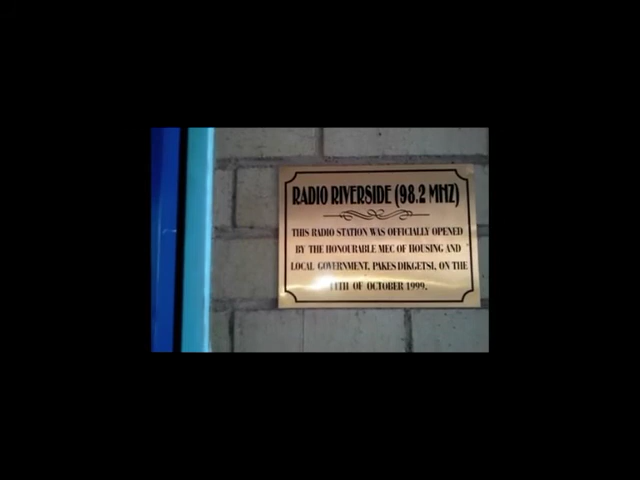 RADIO RIVERSIDE (98.2 MHZ)
THIS RADIO STATION WAS OFFICIALLY OPENED
BY THE HONOURABLE MEC OF HOUSING AND
LOCAL GOVERNMENT, PAKES DIKGETSI, ON THE
11TH OF OCTOBER 1999.